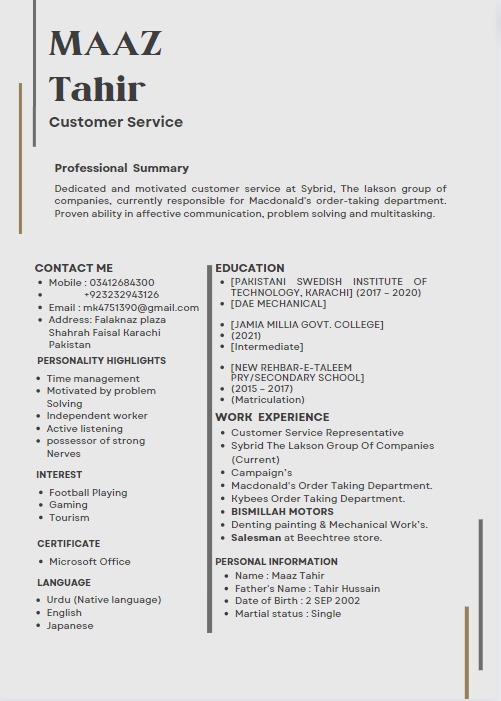 MAAZ
Tahir
Customer Service
Professional Summary
Dedicated and motivated customer service at Sybrid, The lakson group of
companies, currently responsible for Macdonald's order-taking department.
Proven ability in affective communication, problem solving and multitasking.
CONTACT ME
• Mobile : 03412684300
• +923232943126
• Email : mk4751390@gmail.com
• Address: Falaknaz plaza
Shahrah Faisal Karachi
Pakistan
PERSONALITY HIGHLIGHTS
• Time management
• Motivated by problem
Solving
• Independent worker
• Active listening
• possessor of strong
Nerves
INTEREST
• Football Playing
• Gaming
• Tourism
CERTIFICATE
• Microsoft Office
LANGUAGE
• Urdu (Native language)
• English
• Japanese
EDUCATION
• [PAKISTANI SWEDISH INSTITUTE OF
TECHNOLOGY, KARACHI] (2017 – 2020)
• [DAE MECHANICAL]
• [JAMIA MILLIA GOVT. COLLEGE]
• (2021)
• [Intermediate]
• [NEW REHBAR-E-TALEEM
PRY/SECONDARY SCHOOL]
• (2015 – 2017)
• (Matriculation)
WORK EXPERIENCE
• Customer Service Representative
• Sybrid The Lakson Group Of Companies
(Current)
• Campaign's
• Macdonald's Order Taking Department.
• Kybees Order Taking Department.
• BISMILLAH MOTORS
• Denting painting & Mechanical Work's.
• Salesman at Beechtree store.
PERSONAL INFORMATION
• Name : Maaz Tahir
• Father's Name : Tahir Hussain
• Date of Birth : 2 SEP 2002
• Martial status : Single